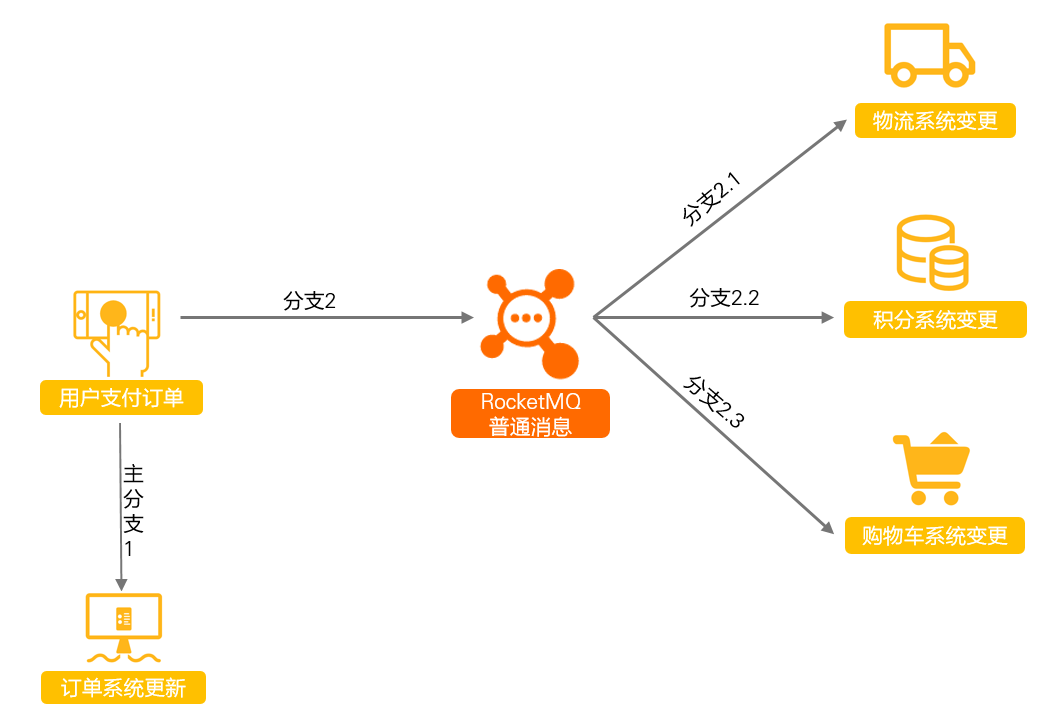 物流系统变更
分支2.1
分支2
分支2.2
积分系统变更
用户支付订单
RocketMQ
普通消息
分支2.3
主
分
支
1
购物车系统变更
订单系统更新